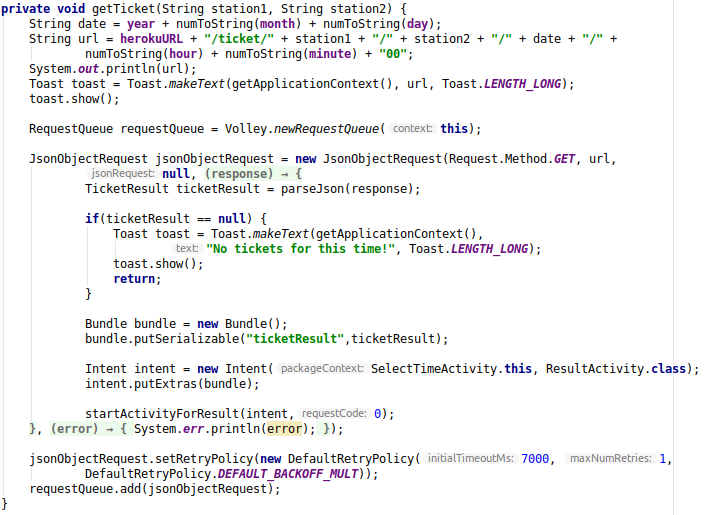 private void getTicket(String station1, String station2) {
    String date = year + numToString(month) + numToString(day);
    String url = herokuURL + "/ticket/" + station1 + "/" + station2 + "/" + date + "/" +
            numToString(hour) + numToString(minute) + "00";
    System.out.println(url);
    Toast toast = Toast.makeText(getApplicationContext(), url, Toast.LENGTH_LONG);
    toast.show();

    RequestQueue requestQueue = Volley.newRequestQueue( context: this);

    JsonObjectRequest jsonObjectRequest = new JsonObjectRequest(Request.Method.GET, url,
            jsonRequest: null, (response) → {
            TicketResult ticketResult = parseJson(response);

            if(ticketResult == null) {
                Toast toast = Toast.makeText(getApplicationContext(),
                        text: "No tickets for this time!", Toast.LENGTH_LONG);
                toast.show();
                return;
            }

            Bundle bundle = new Bundle();
            bundle.putSerializable("ticketResult",ticketResult);

            Intent intent = new Intent( packageContext: SelectTimeActivity.this, ResultActivity.class);
            intent.putExtras(bundle);

            startActivityForResult(intent, requestCode: 0);
    }, (error) → { System.err.println(error); });

    jsonObjectRequest.setRetryPolicy(new DefaultRetryPolicy( initialTimeoutMs: 7000, maxNumRetries: 1,
            DefaultRetryPolicy.DEFAULT_BACKOFF_MULT));
    requestQueue.add(jsonObjectRequest);
}